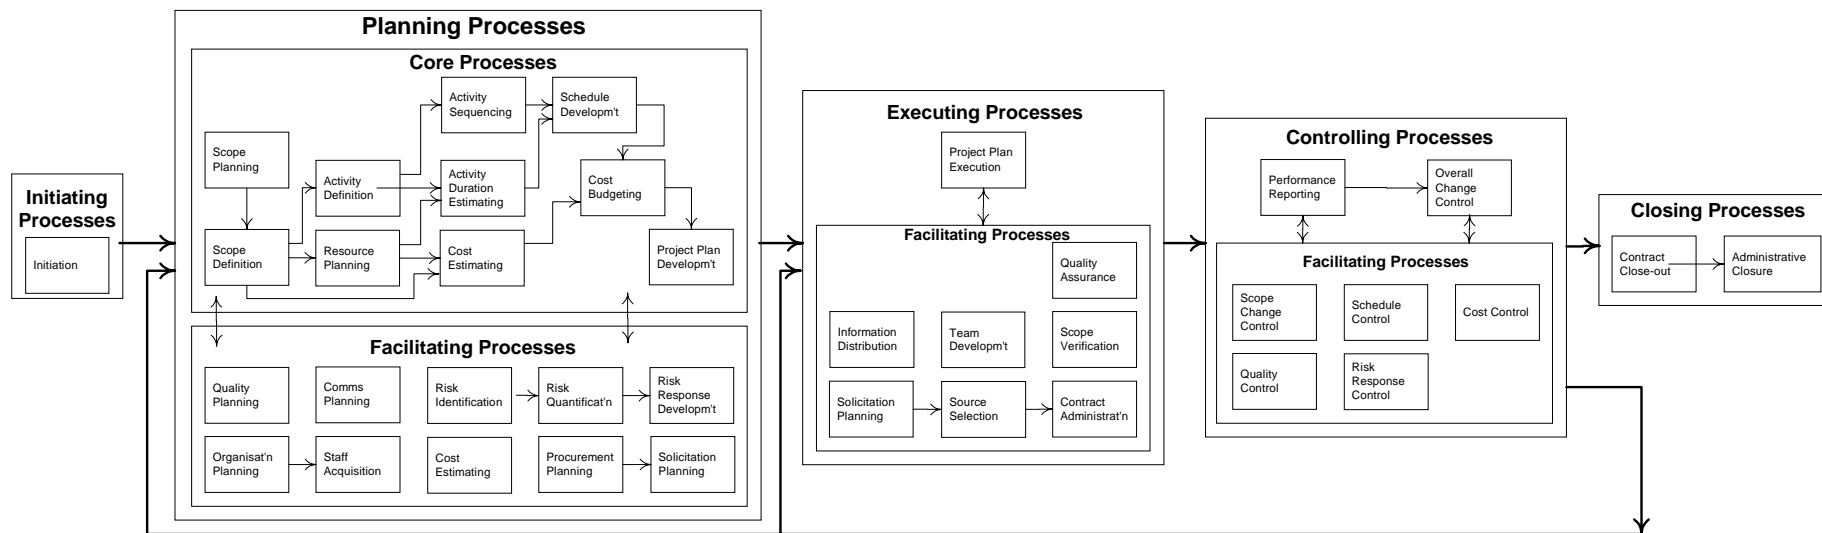 Initiating
Processes
Initiation
Planning Processes
Core Processes
Activity
Sequencing
Schedule
Developm't
Scope
Planning
Activity
Definition
Activity
Duration
Estimating
Cost
Budgeting
Scope
Definition
Resource
Planning
Cost
Estimating
Project Plan
Developm't
Facilitating Processes
Quality
Planning
Comms
Planning
Risk
Identification
Risk
Quantificat'n
Risk
Response
Developm't
Organisat'n
Planning
Staff
Acquisition
Cost
Estimating
Procurement
Planning
Solicitation
Planning
Executing Processes
Project Plan
Execution
Facilitating Processes
Quality
Assurance
Information
Distribution
Team
Developm't
Scope
Verification
Solicitation
Planning
Source
Selection
Contract
Administrat'n
Controlling Processes
Performance
Reporting
Overall
Change
Control
Facilitating Processes
Scope
Change
Control
Schedule
Control
Cost Control
Quality
Control
Risk
Response
Control
Closing Processes
Contract
Close-out
Administrative
Closure